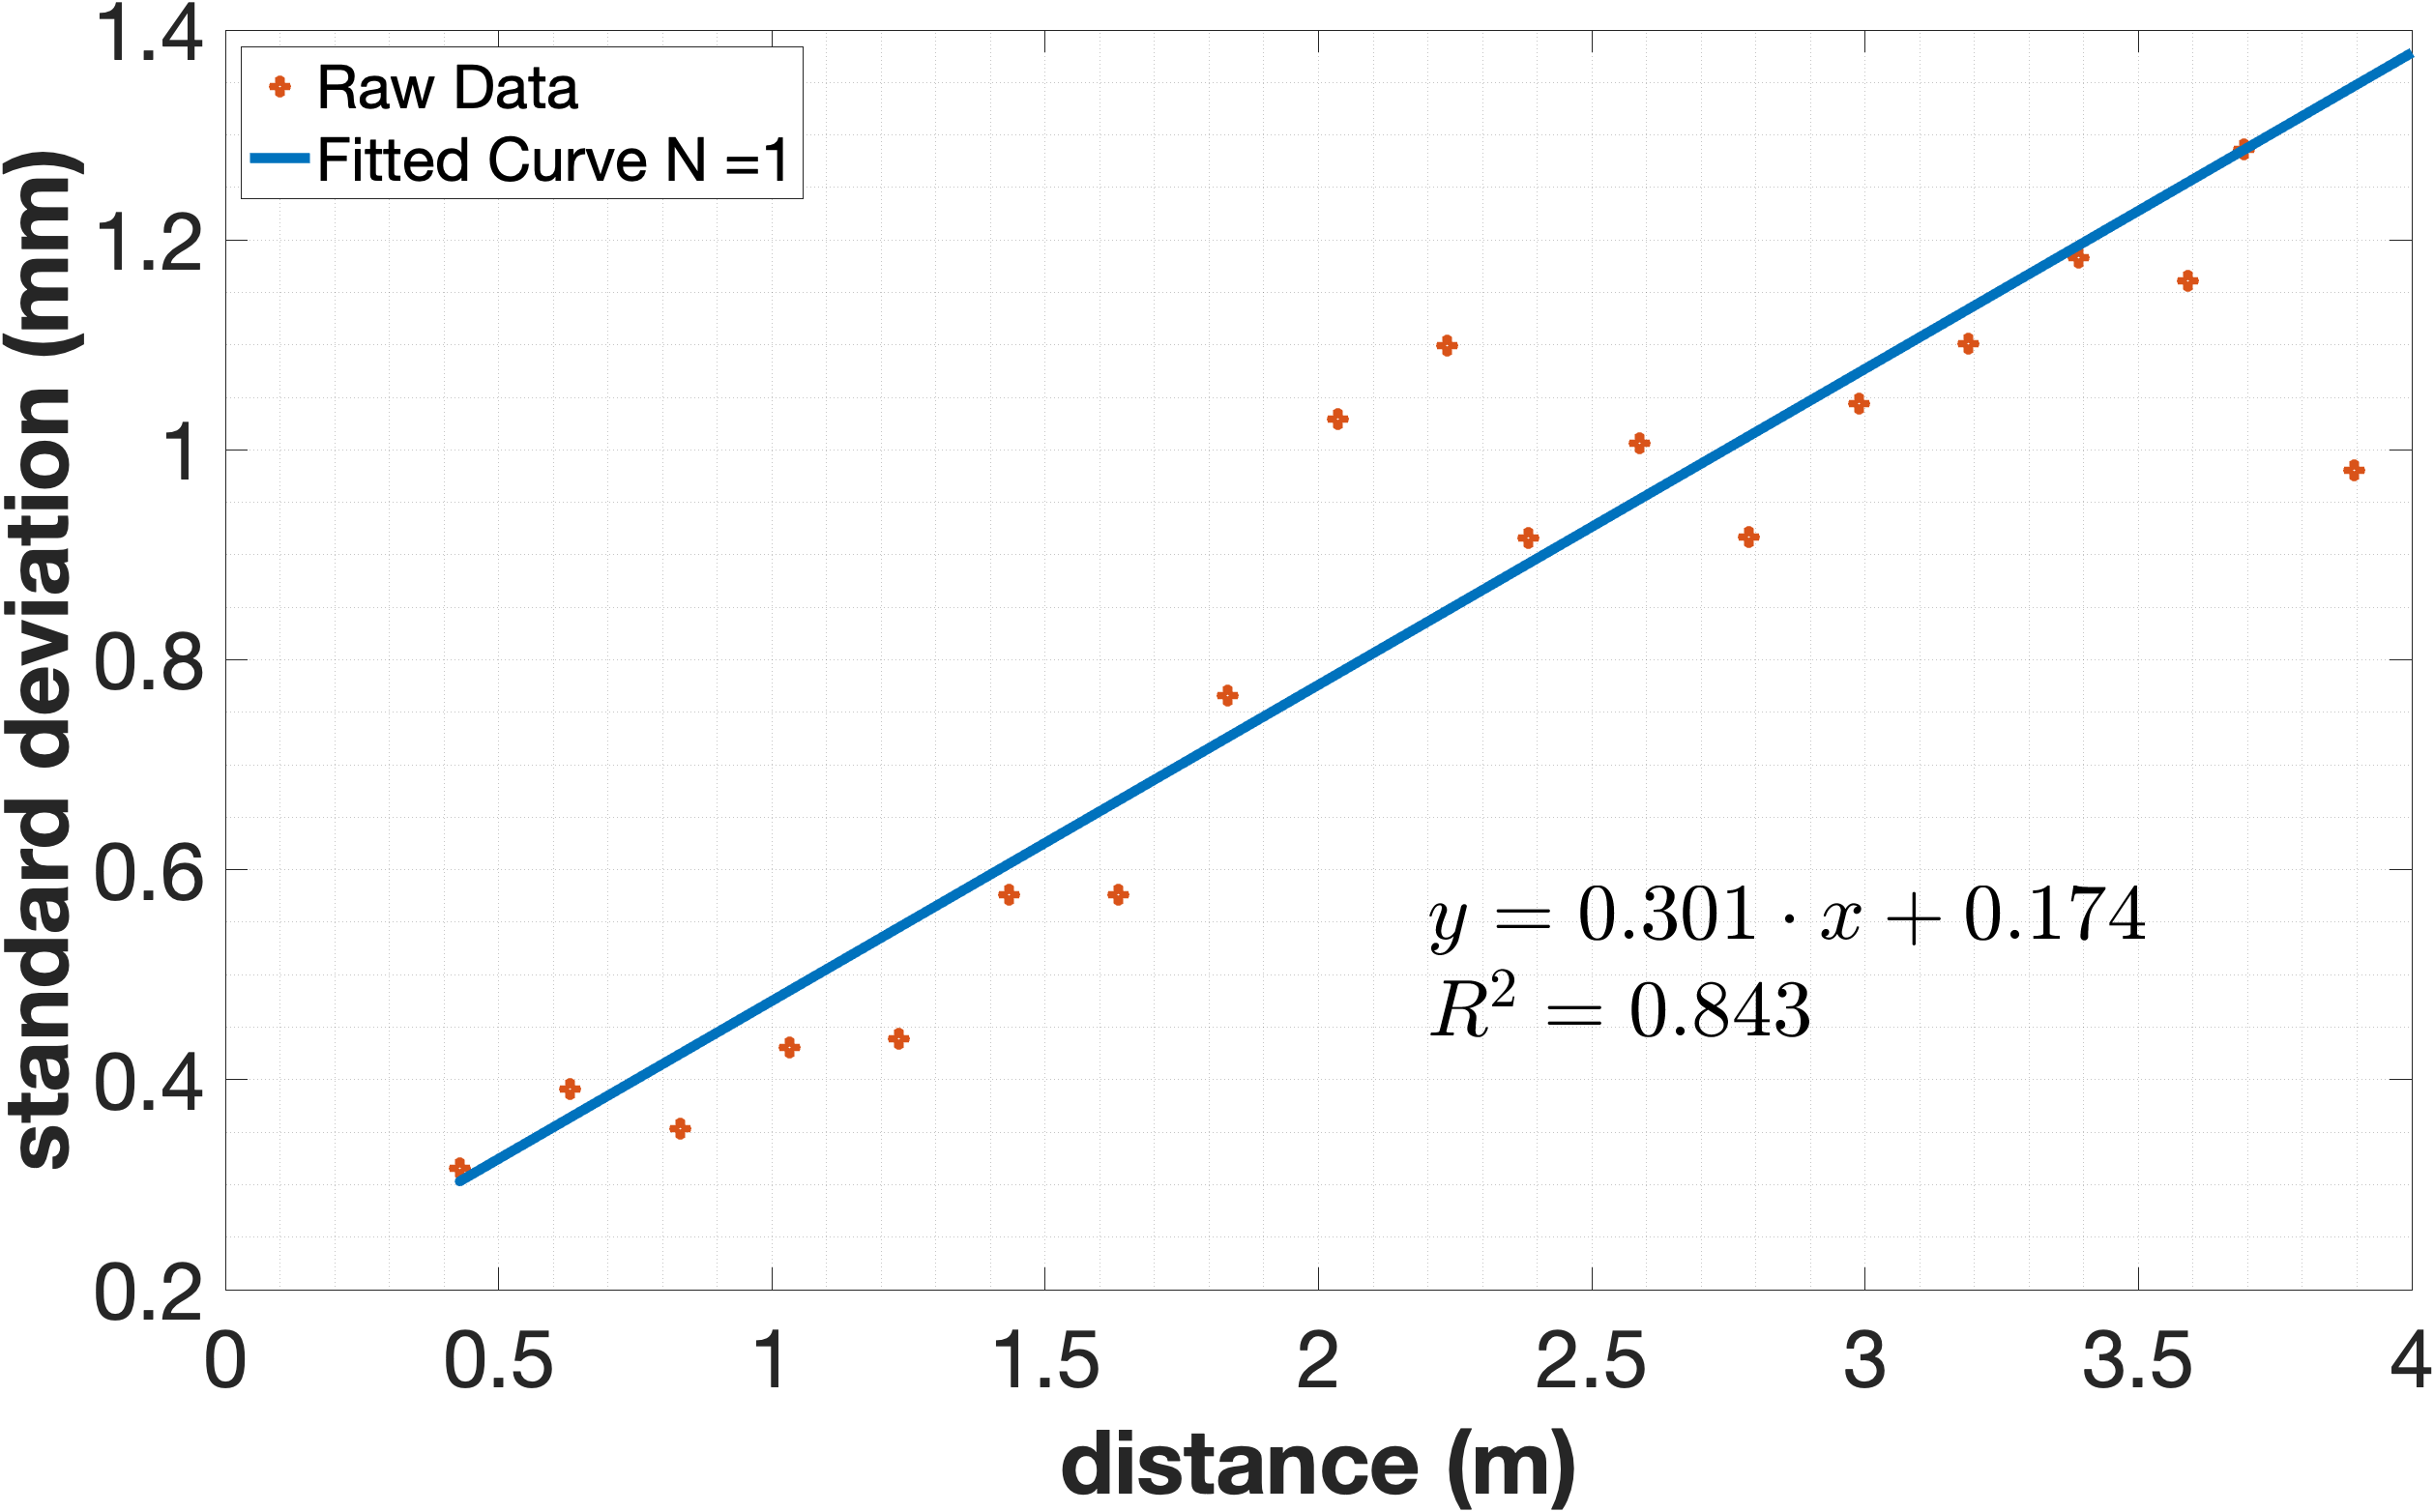 1.4
1.2
1
0.8
0.6
0.4
0.2
standard deviation (mm)
Raw Data
Fitted Curve N =1
y = 0.301 · x + 0.174
R² = 0.843
0 0.5 1 1.5 2 2.5 3 3.5 4
distance (m)